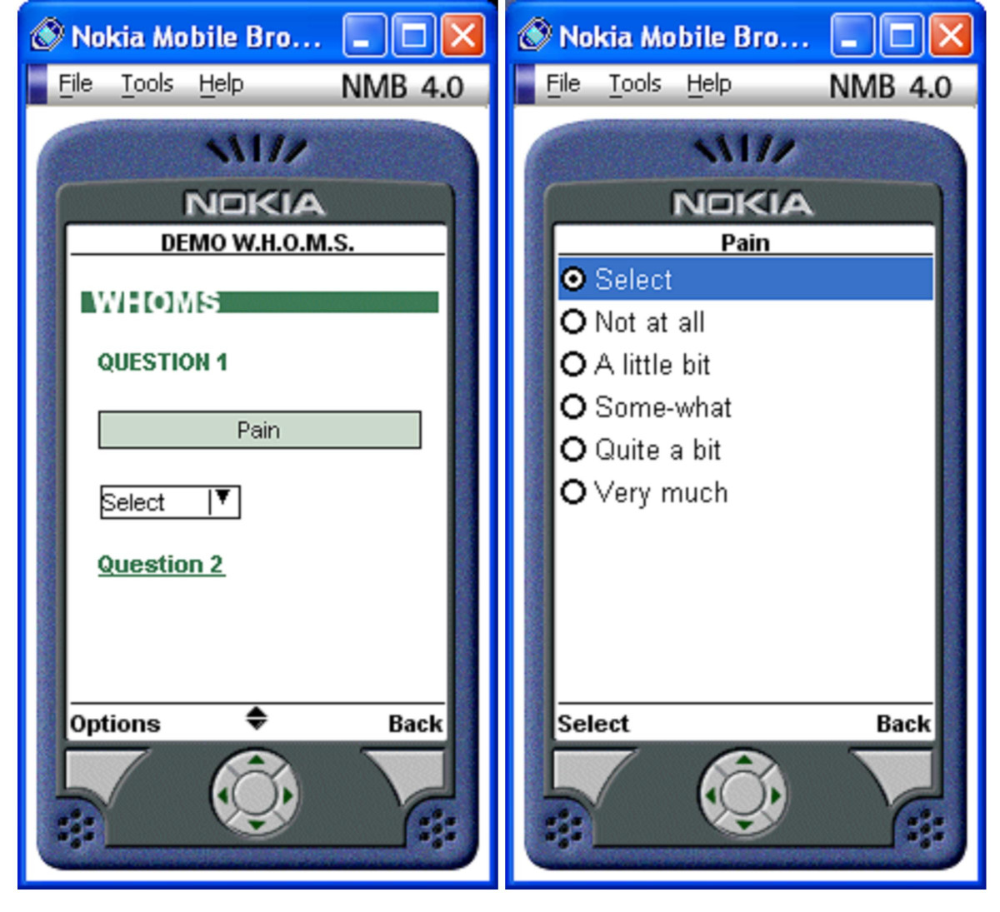 Nokia Mobile Bro...
File Tools Help NMB 4.0
NOKIA
DEMO W.H.O.M.S.
WHOMS
QUESTION 1
Pain
Select
Question 2
Options Back
Nokia Mobile Bro...
File Tools Help NMB 4.0
NOKIA
Pain
Select
Not at all
A little bit
Some-what
Quite a bit
Very much
Select Back